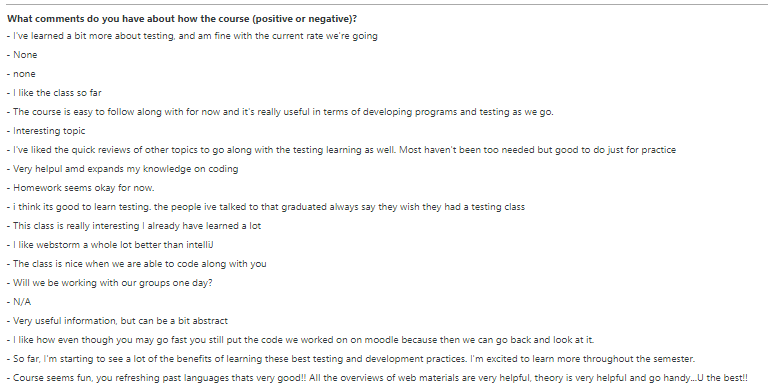 What comments do you have about how the course (positive or negative)?
- I've learned a bit more about testing, and am fine with the current rate we're going
- None
- none
- I like the class so far
- The course is easy to follow along with for now and it's really useful in terms of developing programs and testing as we go.
- Interesting topic
- I've liked the quick reviews of other topics to go along with the testing learning as well. Most haven't been too needed but good to do just for practice
- Very helpul amd expands my knowledge on coding
- Homework seems okay for now.
- i think its good to learn testing. the people ive talked to that graduated always say they wish they had a testing class
- This class is really interesting I already have learned a lot
- I like webstorm a whole lot better than intelliJ
- The class is nice when we are able to code along with you
- Will we be working with our groups one day?
- N/A
- Very useful information, but can be a bit abstract
- I like how even though you may go fast you still put the code we worked on on moodle because then we can go back and look at it.
- So far, I'm starting to see a lot of the benefits of learning these best testing and development practices. I'm excited to learn more throughout the semester.
- Course seems fun, you refreshing past languages thats very good!! All the overviews of web materials are very helpful, theory is very helpful and go handy...U the best!!